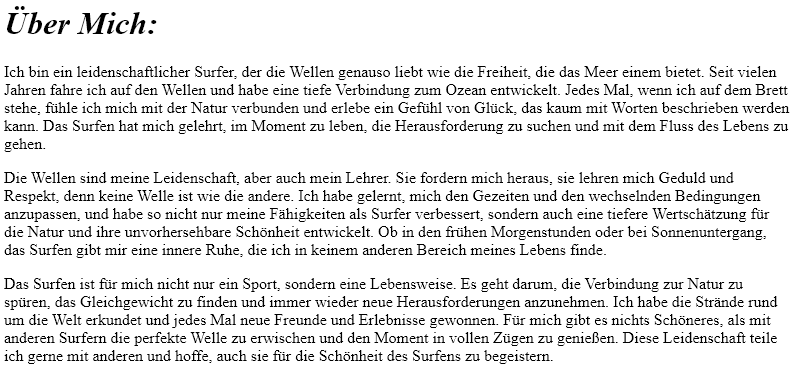 Über Mich:
Ich bin ein leidenschaftlicher Surfer, der die Wellen genauso liebt wie die Freiheit, die das Meer einem bietet. Seit vielen
Jahren fahre ich auf den Wellen und habe eine tiefe Verbindung zum Ozean entwickelt. Jedes Mal, wenn ich auf dem Brett
stehe, fühle ich mich mit der Natur verbunden und erlebe ein Gefühl von Glück, das kaum mit Worten beschrieben werden
kann. Das Surfen hat mich gelehrt, im Moment zu leben, die Herausforderung zu suchen und mit dem Fluss des Lebens zu
gehen.
Die Wellen sind meine Leidenschaft, aber auch mein Lehrer. Sie fordern mich heraus, sie lehren mich Geduld und
Respekt, denn keine Welle ist wie die andere. Ich habe gelernt, mich den Gezeiten und den wechselnden Bedingungen
anzupassen, und habe so nicht nur meine Fähigkeiten als Surfer verbessert, sondern auch eine tiefere Wertschätzung für
die Natur und ihre unvorhersehbare Schönheit entwickelt. Ob in den frühen Morgenstunden oder bei Sonnenuntergang,
das Surfen gibt mir eine innere Ruhe, die ich in keinem anderen Bereich meines Lebens finde.
Das Surfen ist für mich nicht nur ein Sport, sondern eine Lebensweise. Es geht darum, die Verbindung zur Natur zu
spüren, das Gleichgewicht zu finden und immer wieder neue Herausforderungen anzunehmen. Ich habe die Strände rund
um die Welt erkundet und jedes Mal neue Freunde und Erlebnisse gewonnen. Für mich gibt es nichts Schöneres, als mit
anderen Surfern die perfekte Welle zu erwischen und den Moment in vollen Zügen zu genießen. Diese Leidenschaft teile
ich gerne mit anderen und hoffe, auch sie für die Schönheit des Surfens zu begeistern.